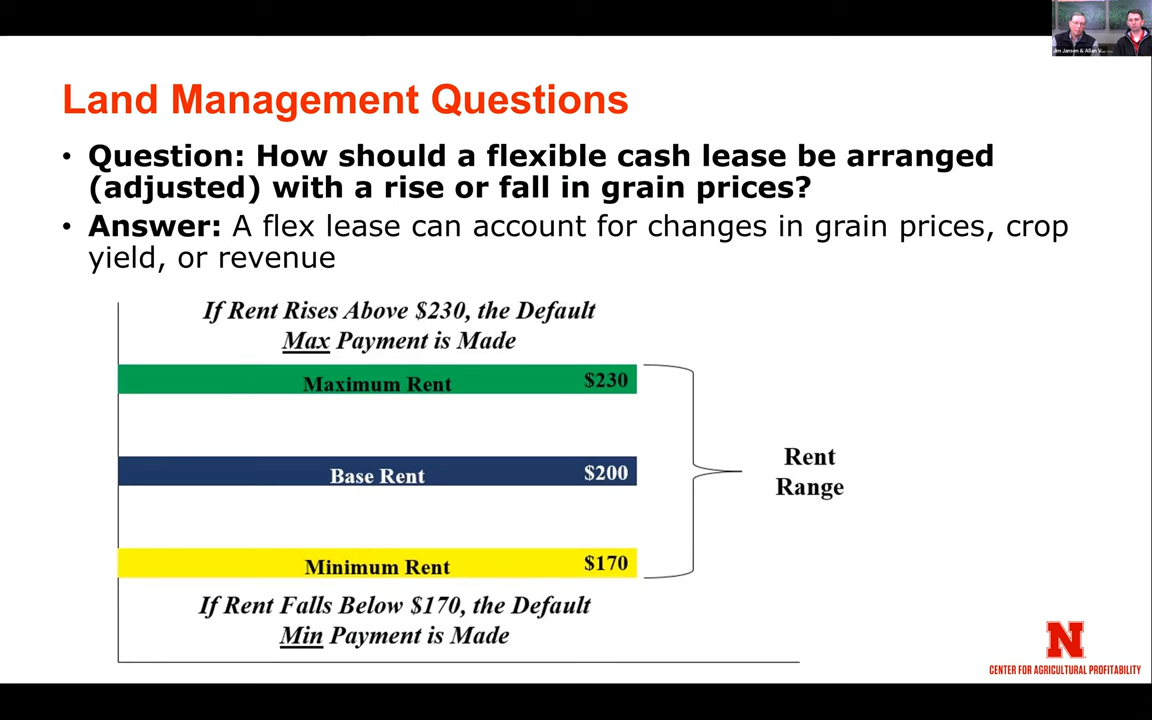 Jim Jansen & Allan V...
Land Management Questions
• Question: How should a flexible cash lease be arranged
(adjusted) with a rise or fall in grain prices?
• Answer: A flex lease can account for changes in grain prices, crop
yield, or revenue
If Rent Rises Above $230, the Default
Max Payment is Made
Maximum Rent $230
Base Rent $200
Rent
Range
Minimum Rent $170
If Rent Falls Below $170, the Default
Min Payment is Made
N
CENTER FOR AGRICULTURAL PROFITABILITY